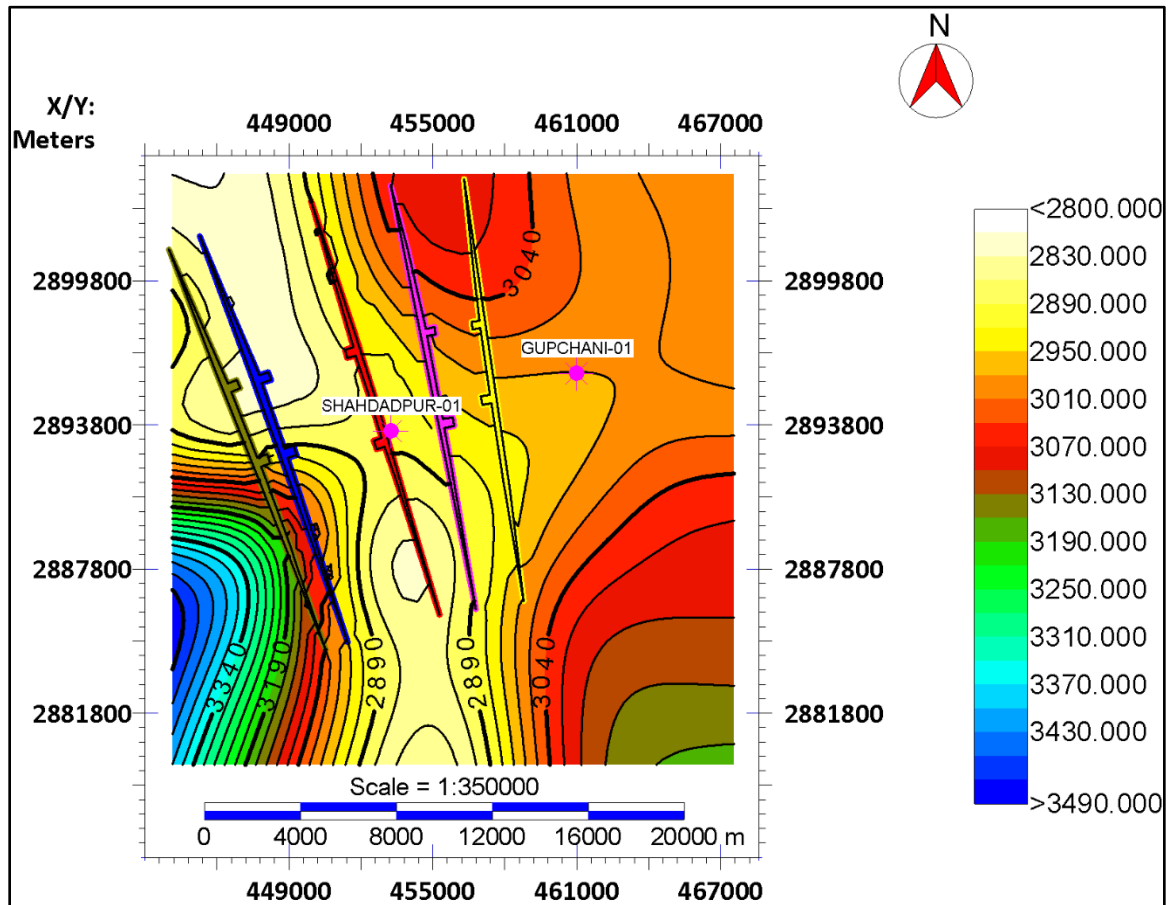 N
X/Y:
Meters
449000 455000 461000 467000
<2800.000
2830.000
2890.000
2950.000
3010.000
3070.000
3130.000
3190.000
3250.000
3310.000
3370.000
3430.000
>3490.000
2899800 2899800
3040
GUPCHANI-01
SHAHDADPUR-01
2893800 2893800
2887800 2887800
3340 3190 2890 2890 3040
2881800 2881800
Scale = 1:350000
0 4000 8000 12000 16000 20000 m
449000 455000 461000 467000